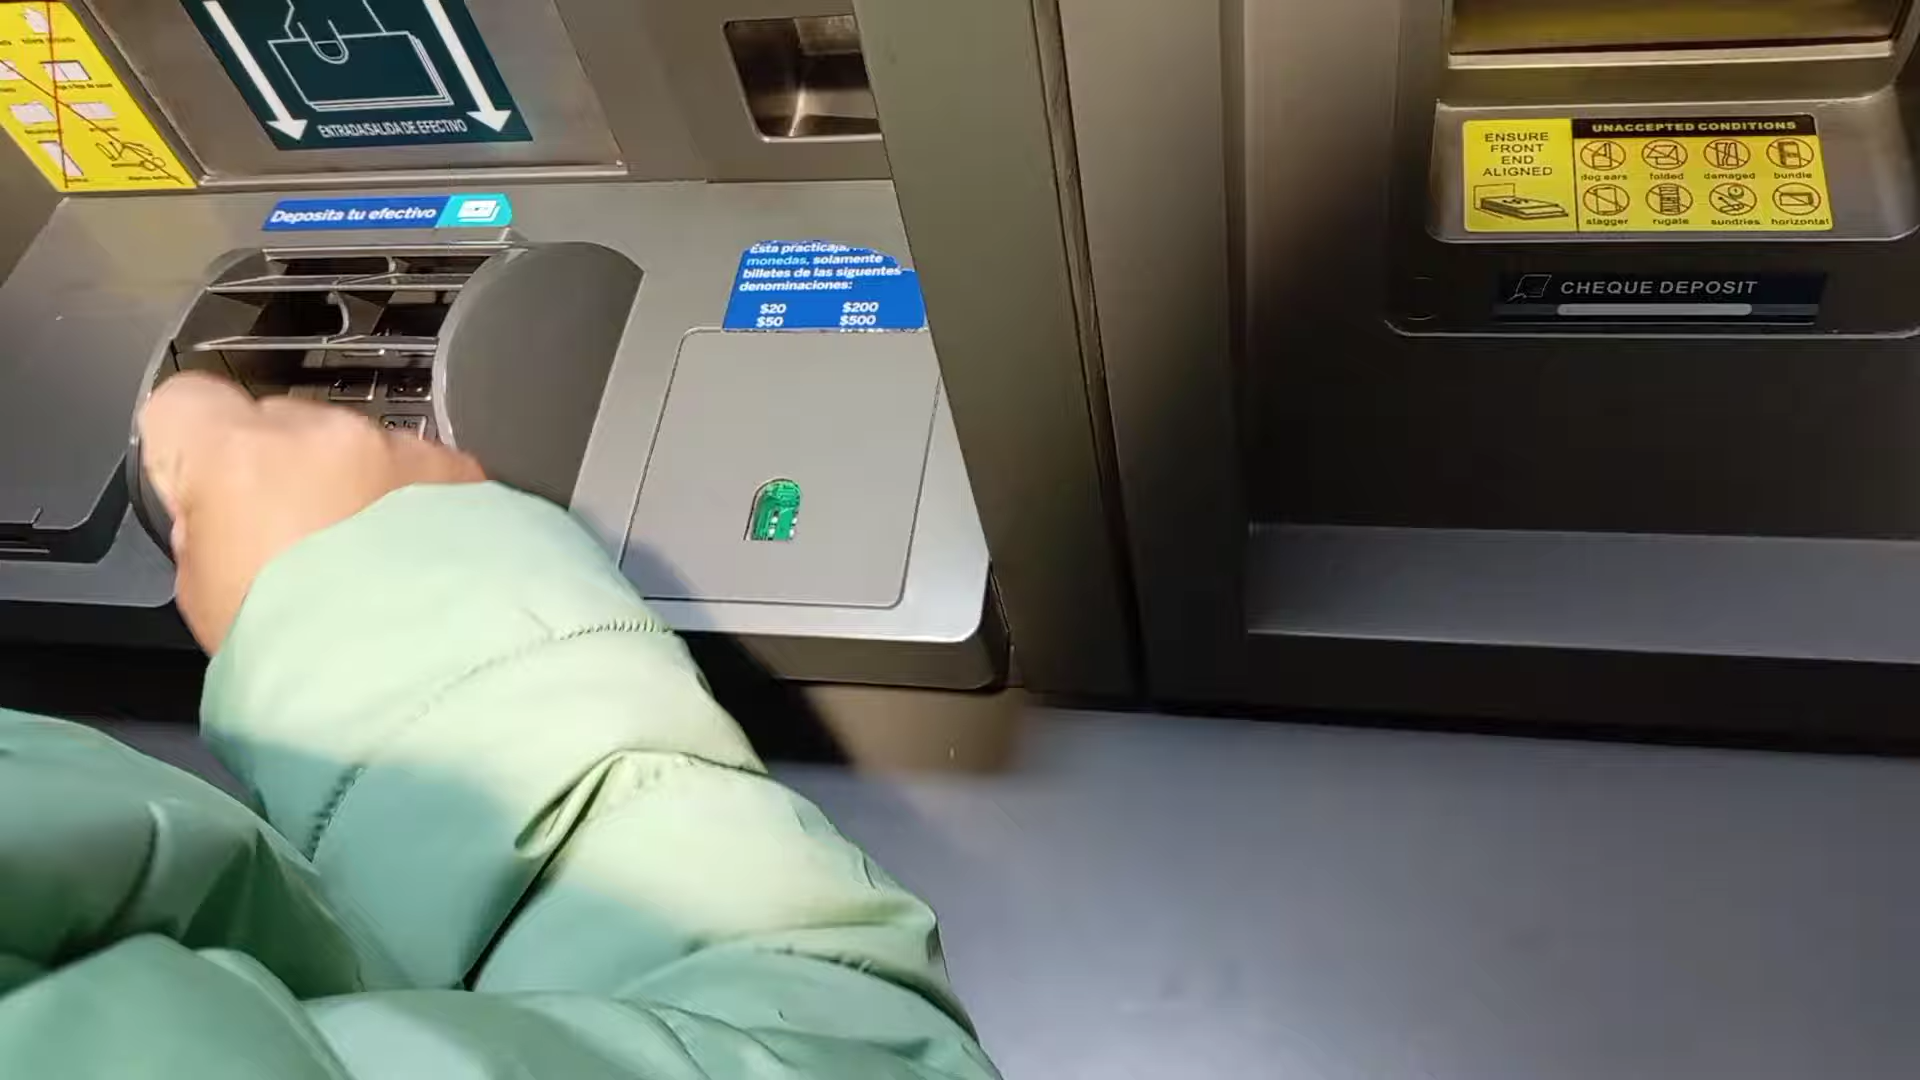 ENTRADA/SALIDA DE EFECTIVO
Deposita tu efectivo
Esta practicaja,
monedas, solamente
billetes de las siguentes
denominaciones:
$20 $200
$50 $500
ENSURE
FRONT
END
ALIGNED
UNACCEPTED CONDITIONS
dog ears folded damaged bundle
stagger rugate sundries horizontal
CHEQUE DEPOSIT